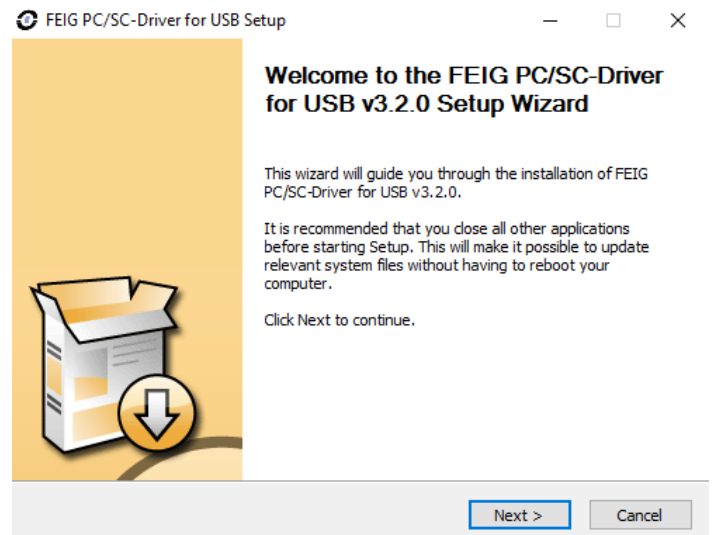 FEIG PC/SC-Driver for USB Setup
Welcome to the FEIG PC/SC-Driver
for USB v3.2.0 Setup Wizard
This wizard will guide you through the installation of FEIG
PC/SC-Driver for USB v3.2.0.
It is recommended that you close all other applications
before starting Setup. This will make it possible to update
relevant system files without having to reboot your
computer.
Click Next to continue.
Next >
Cancel